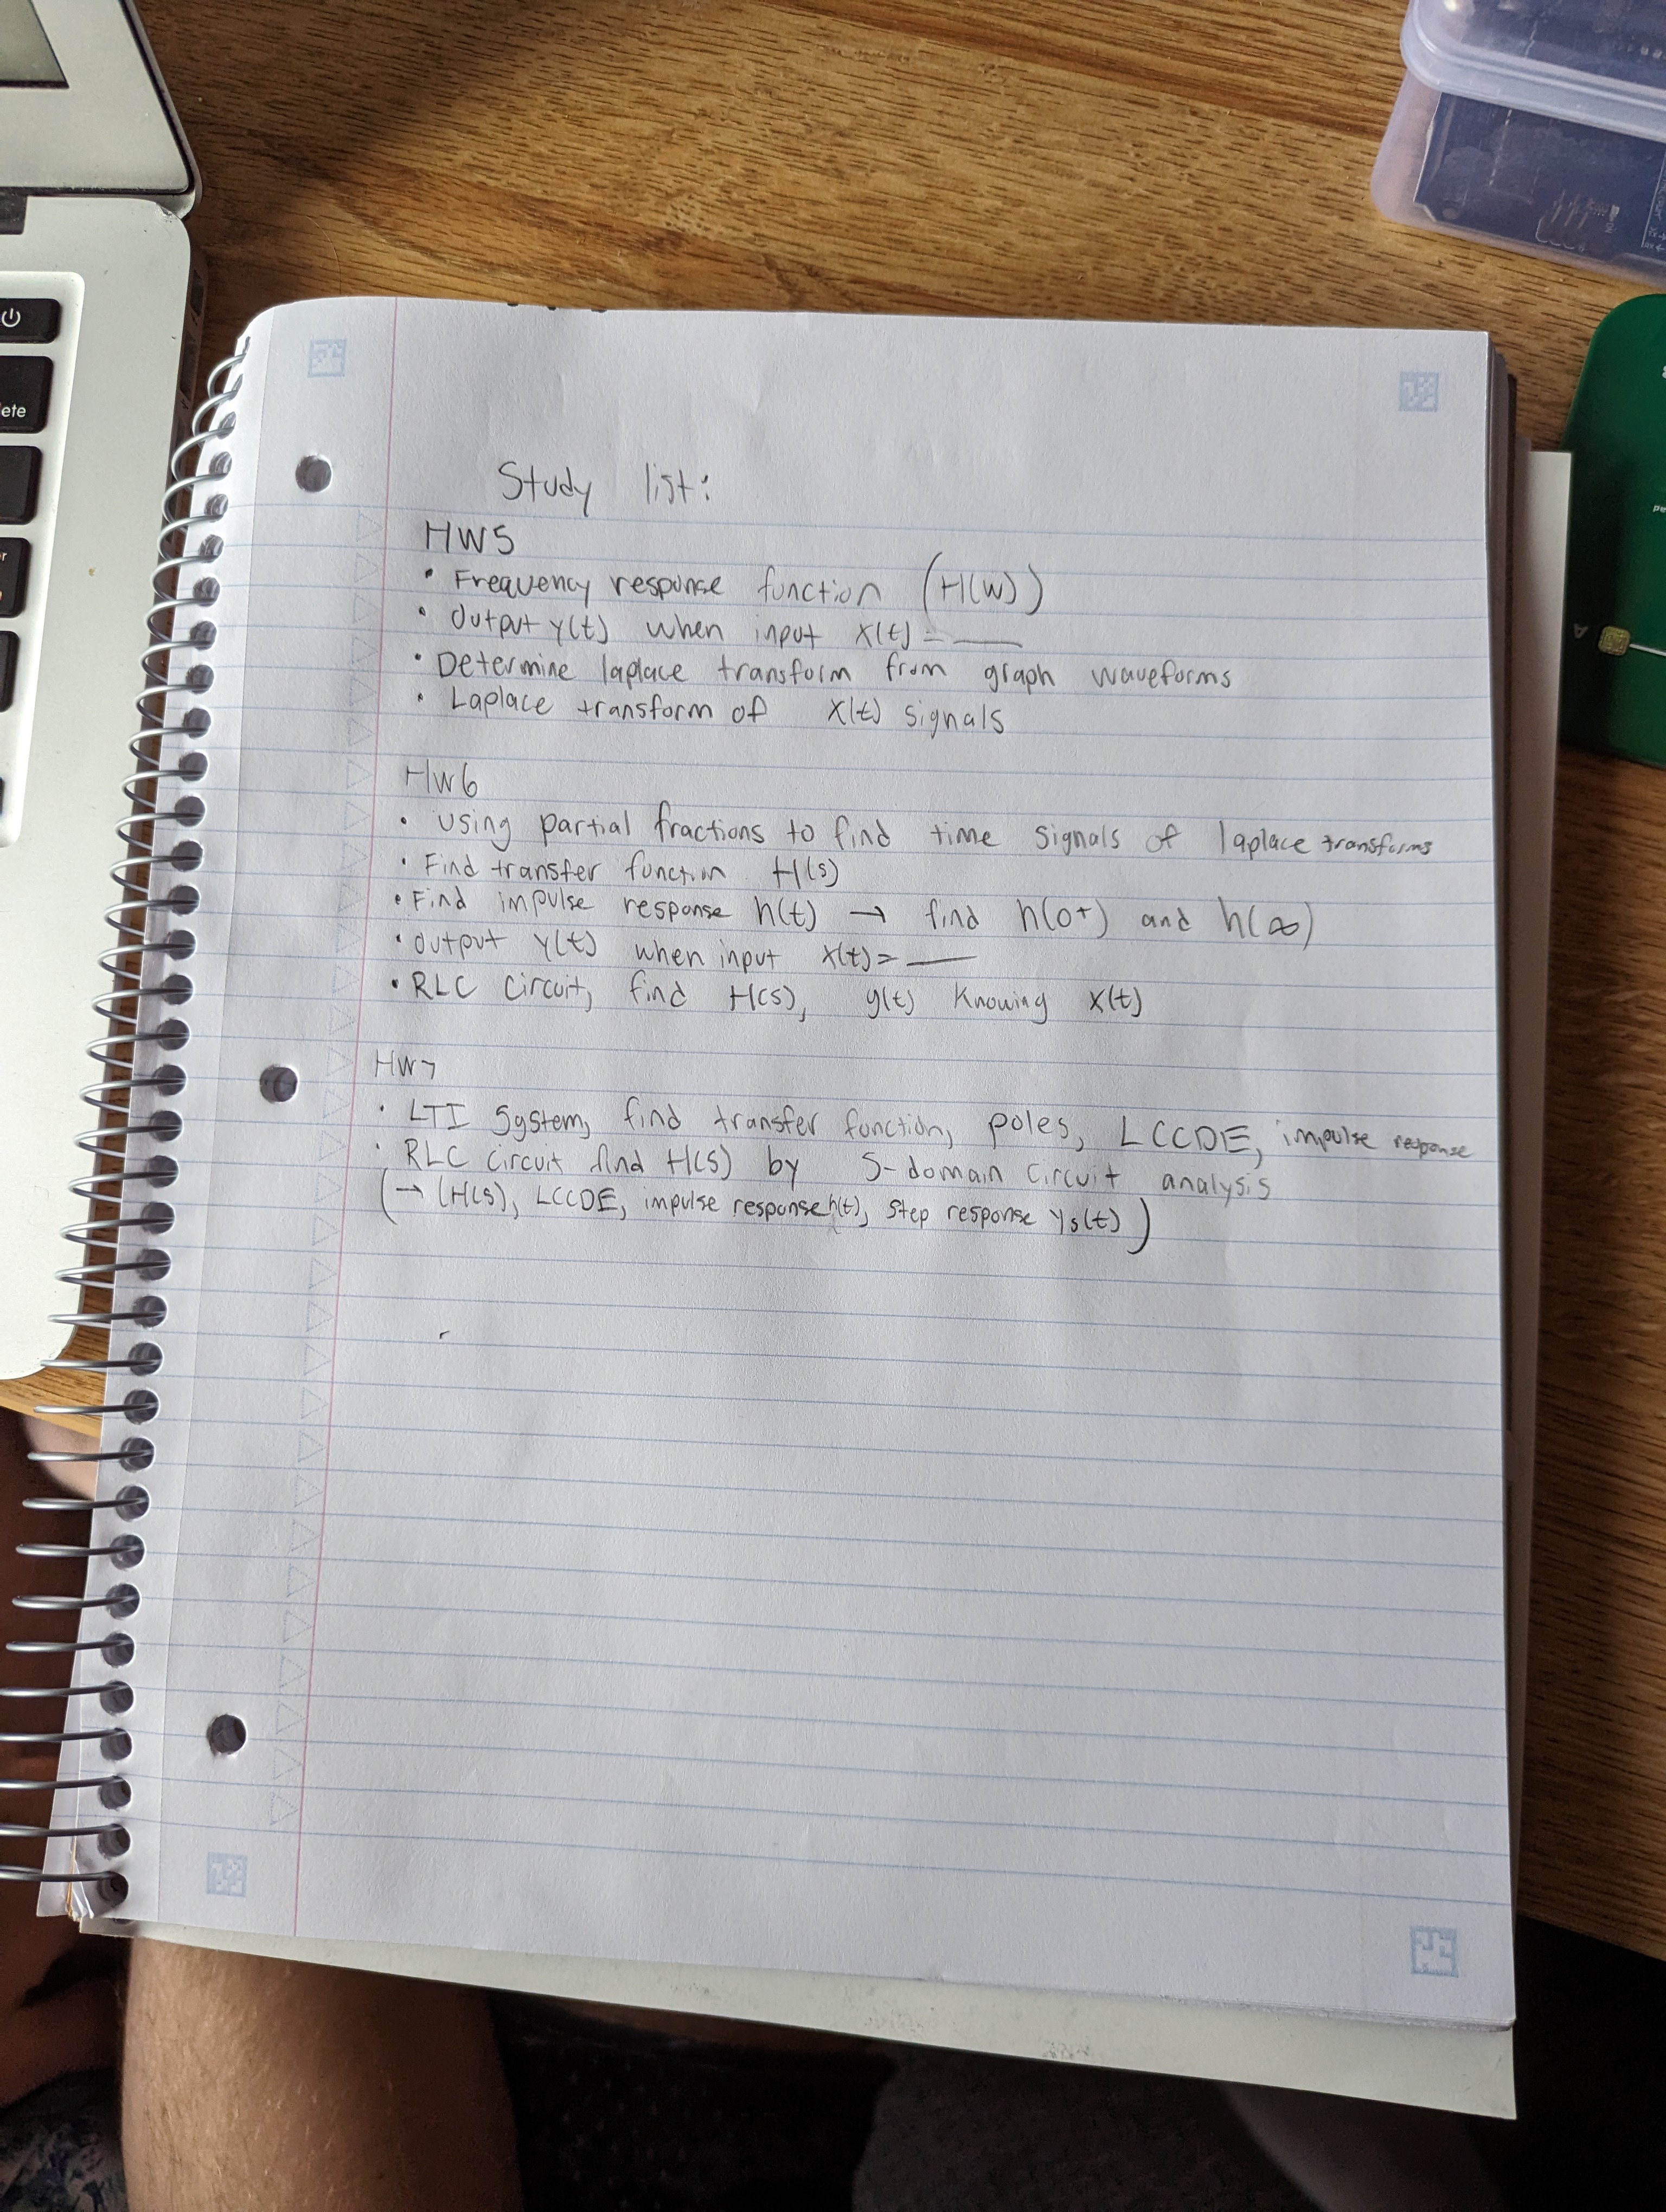 Study list:
HW5
• Frequency response function (H(w))
• Output y(t) when input x(t) = ___
• Determine laplace transform from graph waveforms
• Laplace transform of x(t) signals
HW6
• Using partial fractions to find time signals of laplace transforms
• Find transfer function H(s)
• Find impulse response h(t) → find h(0+) and h(∞)
• Output y(t) when input x(t) = ___
• RLC circuit, find H(s), y(t) knowing x(t)
HW7
• LTI system, find transfer function, poles, LCCDE, impulse response
• RLC circuit find H(s) by S-domain circuit analysis
(→ (H(s), LCCDE, impulse response h(t), step response ys(t))
ete